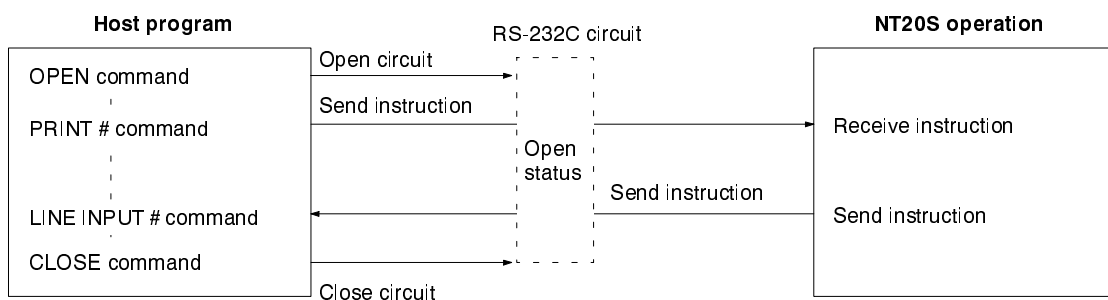 Host program
RS-232C circuit
NT20S operation
OPEN command
Open circuit
PRINT # command
Send instruction
Receive instruction
Open
status
LINE INPUT # command
Send instruction
Send instruction
CLOSE command
Close circuit